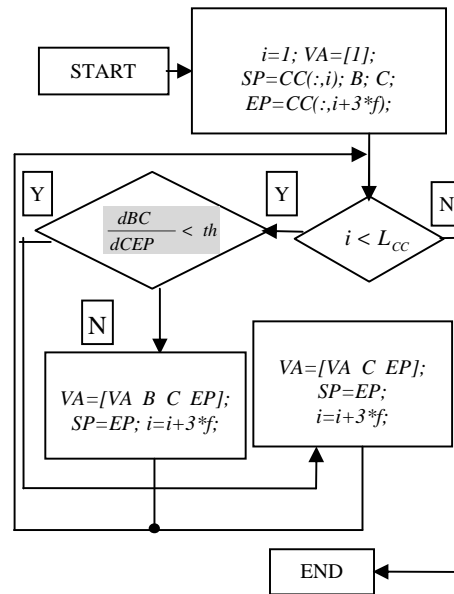 START
i=1; VA=[1];
SP=CC(:,i); B; C;
EP=CC(:,i+3*f);
Y
Y
N
dBC
dCEP
< th
i < L_CC
N
VA=[VA B C EP];
SP=EP; i=i+3*f;
VA=[VA C EP];
SP=EP;
i=i+3*f;
END